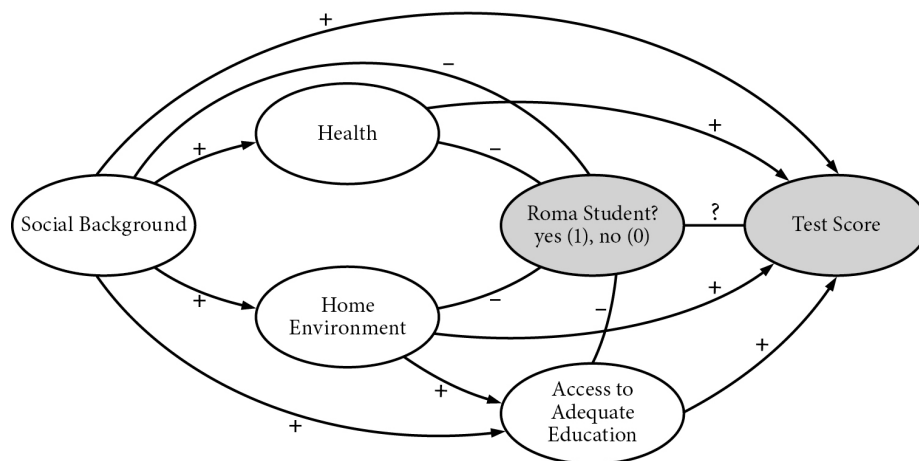 +
–
Health
+
+
–
Social Background
Roma Student?
yes (1), no (0)
?
Test Score
+
Home
Environment
–
+
–
+
+
Access to
Adequate
Education
+